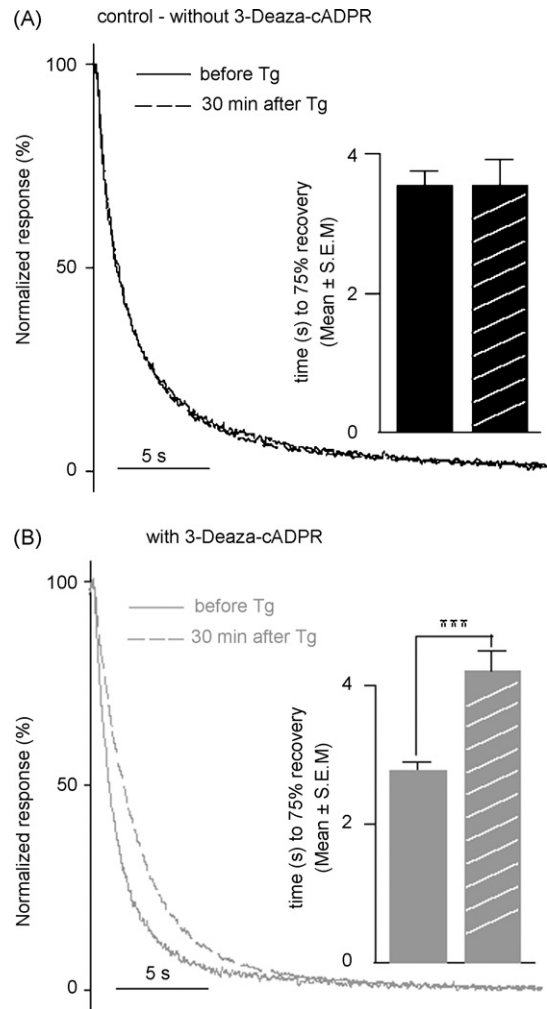 (A)
control - without 3-Deaza-cADPR
before Tg
30 min after Tg
Normalized response (%)
100
50
0
5 s
time (s) to 75% recovery
(Mean ± S.E.M)
4
2
0
(B)
with 3-Deaza-cADPR
before Tg
30 min after Tg
Normalized response (%)
100
50
0
5 s
time (s) to 75% recovery
(Mean ± S.E.M)
4
2
0
***